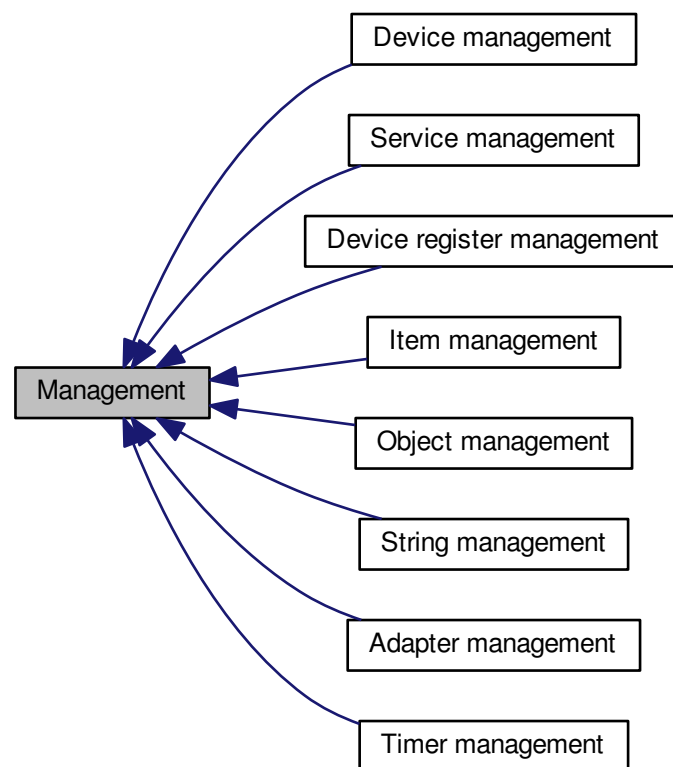 Device management
Service management
Device register management
Item management
Management
Object management
String management
Adapter management
Timer management